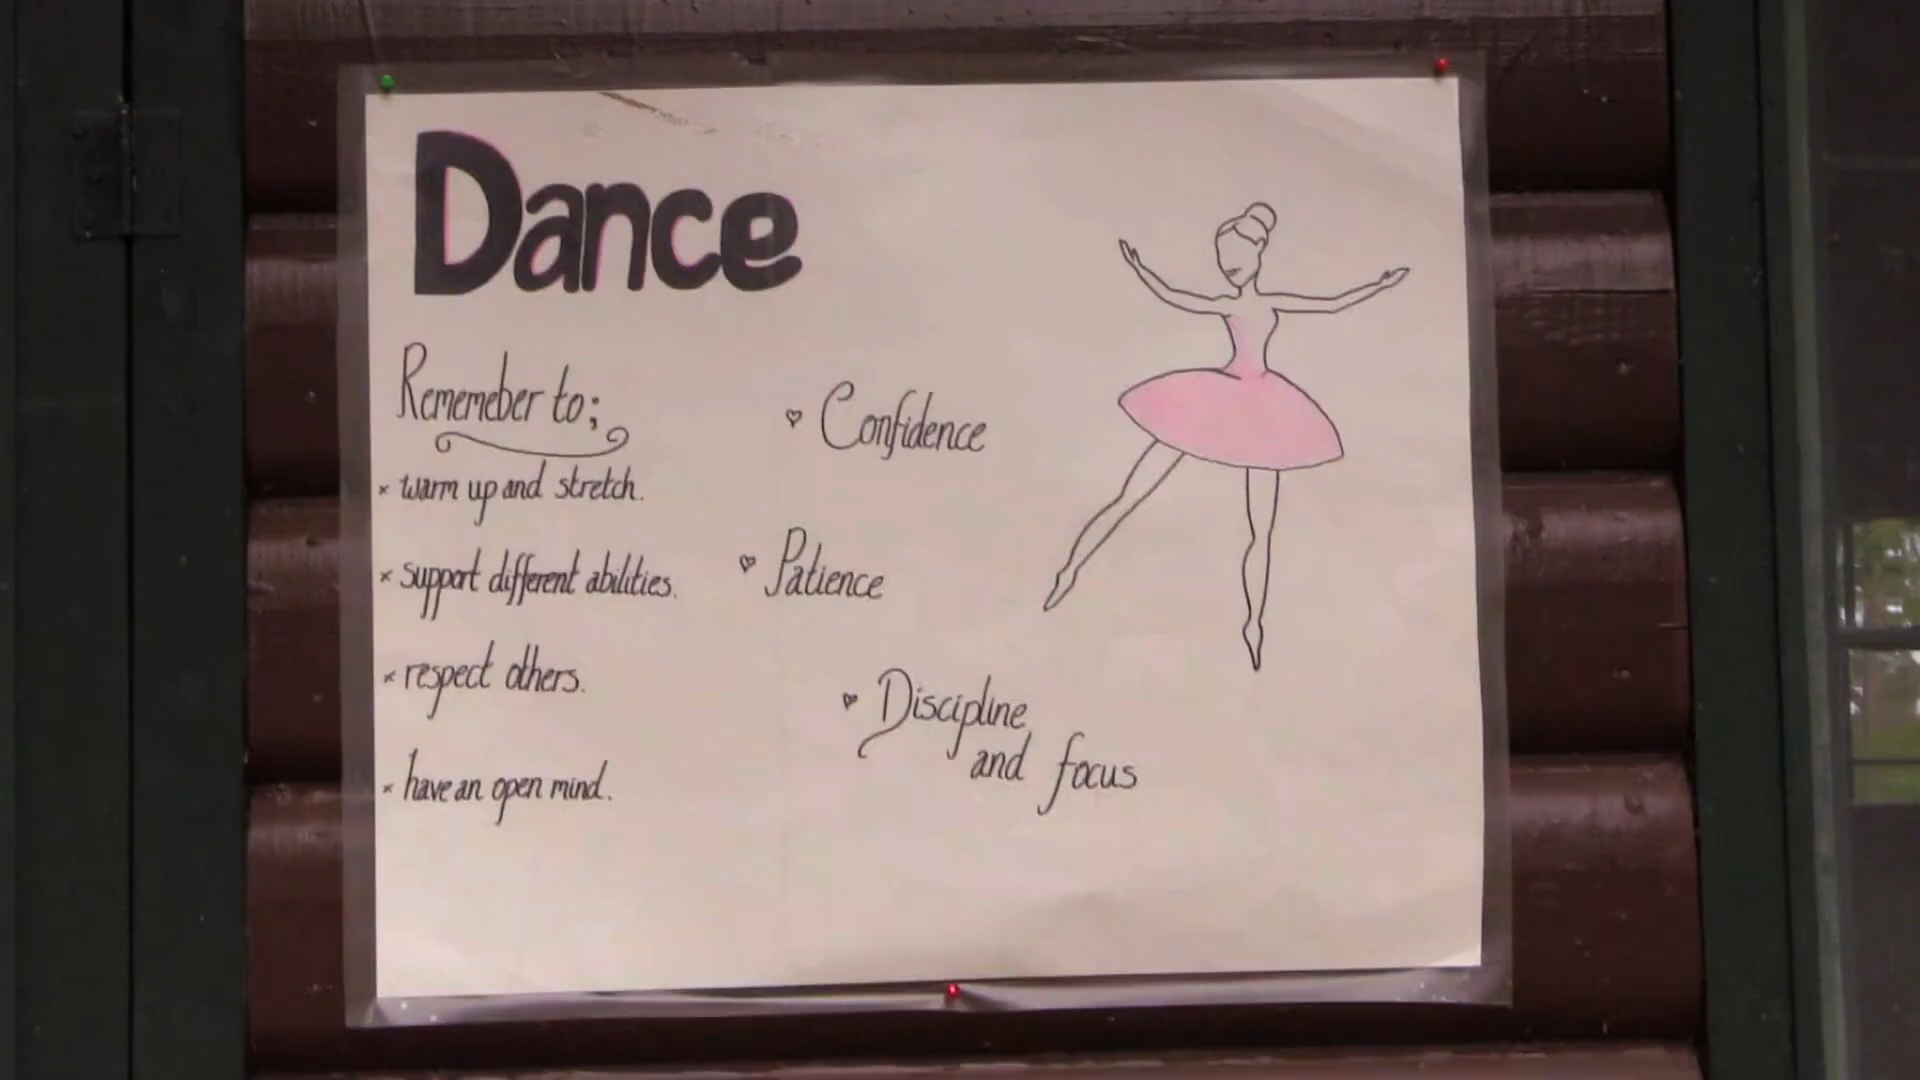 Dance
Rememeber to;
× warm up and stretch.
× support different abilities.
× respect others.
× have an open mind.
♡ Confidence
♡ Patience
♡ Discipline
and focus